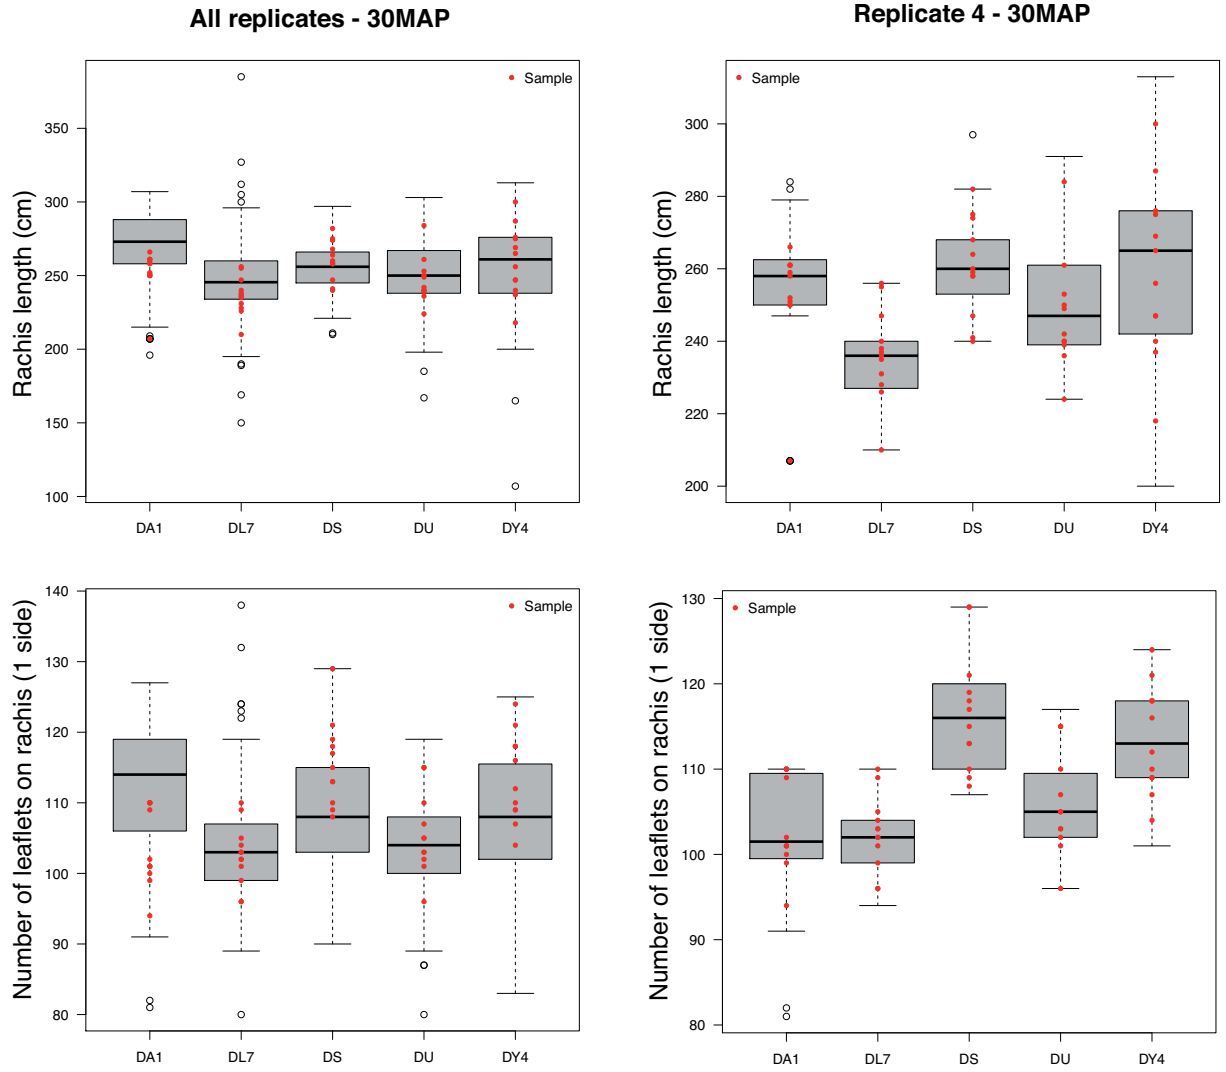 All replicates - 30MAP
Replicate 4 - 30MAP
Rachis length (cm)
350
300
250
200
150
100
Sample
DA1 DL7 DS DU DY4
Rachis length (cm)
300
280
260
240
220
200
Sample
DA1 DL7 DS DU DY4
Number of leaflets on rachis (1 side)
140
130
120
110
100
90
80
Sample
DA1 DL7 DS DU DY4
Number of leaflets on rachis (1 side)
130
120
110
100
90
80
Sample
DA1 DL7 DS DU DY4